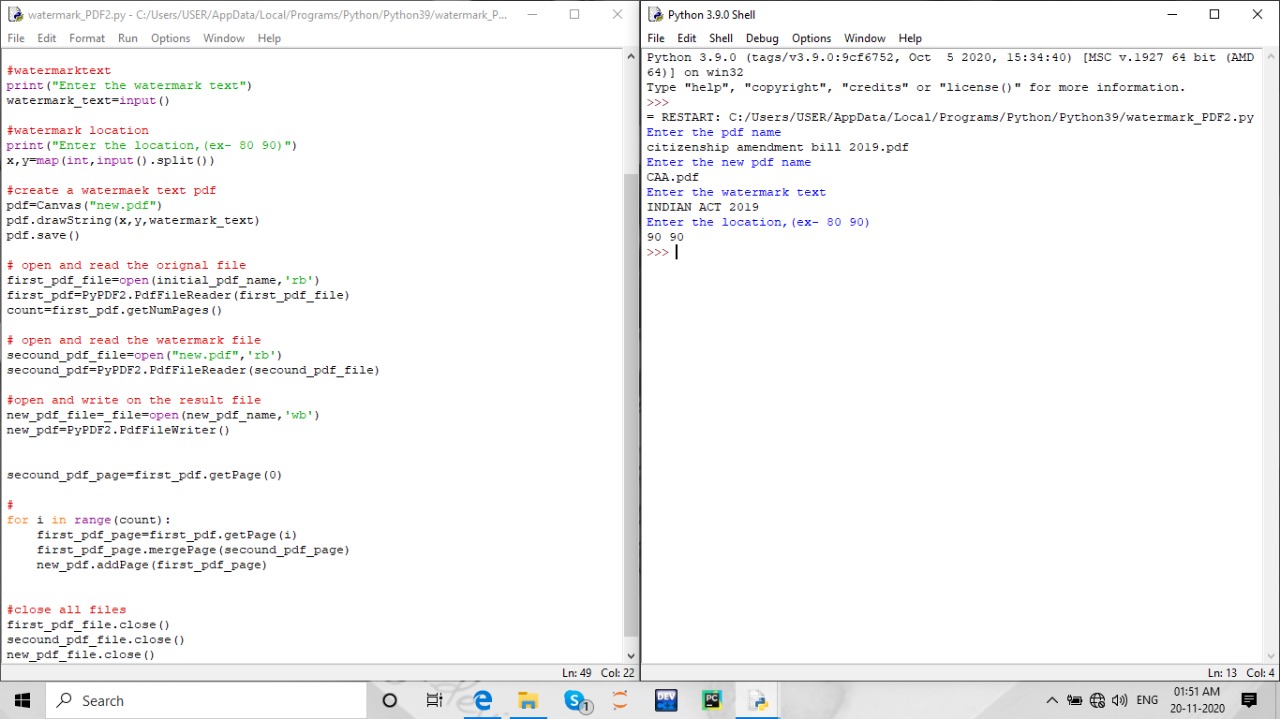 watermark_PDF2.py - C:/Users/USER/AppData/Local/Programs/Python/Python39/watermark_P...
File Edit Format Run Options Window Help
#watermarktext
print("Enter the watermark text")
watermark_text=input()
#watermark location
print("Enter the location,(ex- 80 90)")
x,y=map(int,input().split())
#create a watermaek text pdf
pdf=Canvas("new.pdf")
pdf.drawString(x,y,watermark_text)
pdf.save()
# open and read the orignal file
first_pdf_file=open(initial_pdf_name,'rb')
first_pdf=PyPDF2.PdfFileReader(first_pdf_file)
count=first_pdf.getNumPages()
# open and read the watermark file
secound_pdf_file=open("new.pdf",'rb')
secound_pdf=PyPDF2.PdfFileReader(secound_pdf_file)
#open and write on the result file
new_pdf_file=_file=open(new_pdf_name,'wb')
new_pdf=PyPDF2.PdfFileWriter()
secound_pdf_page=first_pdf.getPage(0)
#
for i in range(count):
    first_pdf_page=first_pdf.getPage(i)
    first_pdf_page.mergePage(secound_pdf_page)
    new_pdf.addPage(first_pdf_page)
#close all files
first_pdf_file.close()
secound_pdf_file.close()
new_pdf_file.close()
Ln: 49 Col: 22
Python 3.9.0 Shell
File Edit Shell Debug Options Window Help
Python 3.9.0 (tags/v3.9.0:9cf6752, Oct  5 2020, 15:34:40) [MSC v.1927 64 bit (AMD
64)] on win32
Type "help", "copyright", "credits" or "license()" for more information.
>>>
= RESTART: C:/Users/USER/AppData/Local/Programs/Python/Python39/watermark_PDF2.py
Enter the pdf name
citizenship amendment bill 2019.pdf
Enter the new pdf name
CAA.pdf
Enter the watermark text
INDIAN ACT 2019
Enter the location,(ex- 80 90)
90 90
>>>
Ln: 13 Col: 4
Search
1
DEV
PC
ENG
01:51 AM
20-11-2020